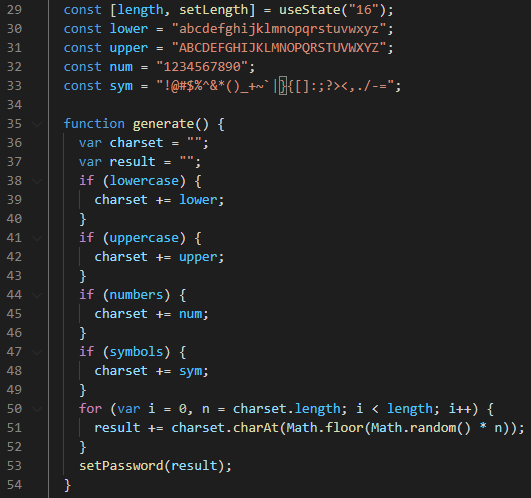 29 const [length, setLength] = useState("16");
30 const lower = "abcdefghijklmnopqrstuvwxyz";
31 const upper = "ABCDEFGHIJKLMNOPQRSTUVWXYZ";
32 const num = "1234567890";
33 const sym = "!@#$%^&*()_+~`|}{[]:;?><,./-=";
34
35 function generate() {
36 var charset = "";
37 var result = "";
38 if (lowercase) {
39 charset += lower;
40 }
41 if (uppercase) {
42 charset += upper;
43 }
44 if (numbers) {
45 charset += num;
46 }
47 if (symbols) {
48 charset += sym;
49 }
50 for (var i = 0, n = charset.length; i < length; i++) {
51 result += charset.charAt(Math.floor(Math.random() * n));
52 }
53 setPassword(result);
54 }